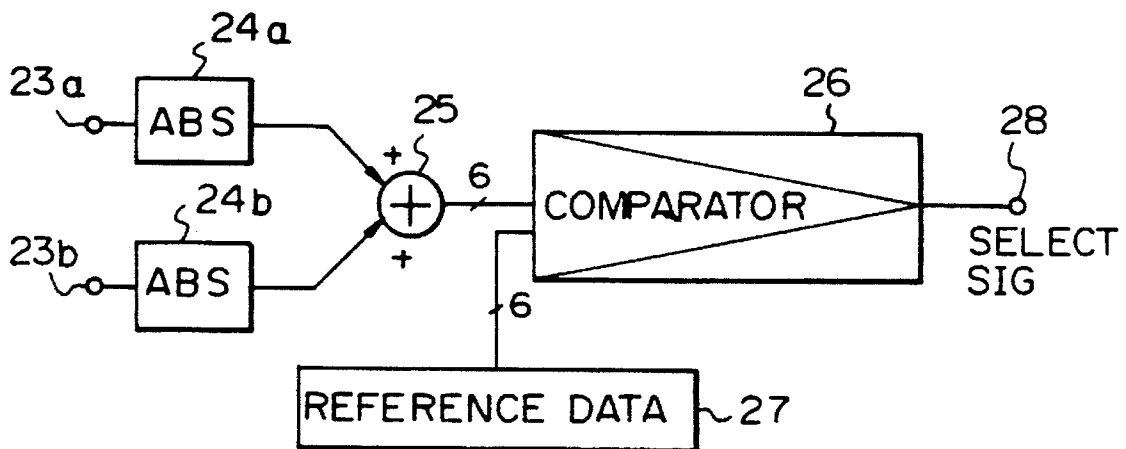 24a
23a
ABS
25
26
28
+
6
COMPARATOR
24b
+
+
23b
ABS
SELECT
SIG
6
REFERENCE DATA
27